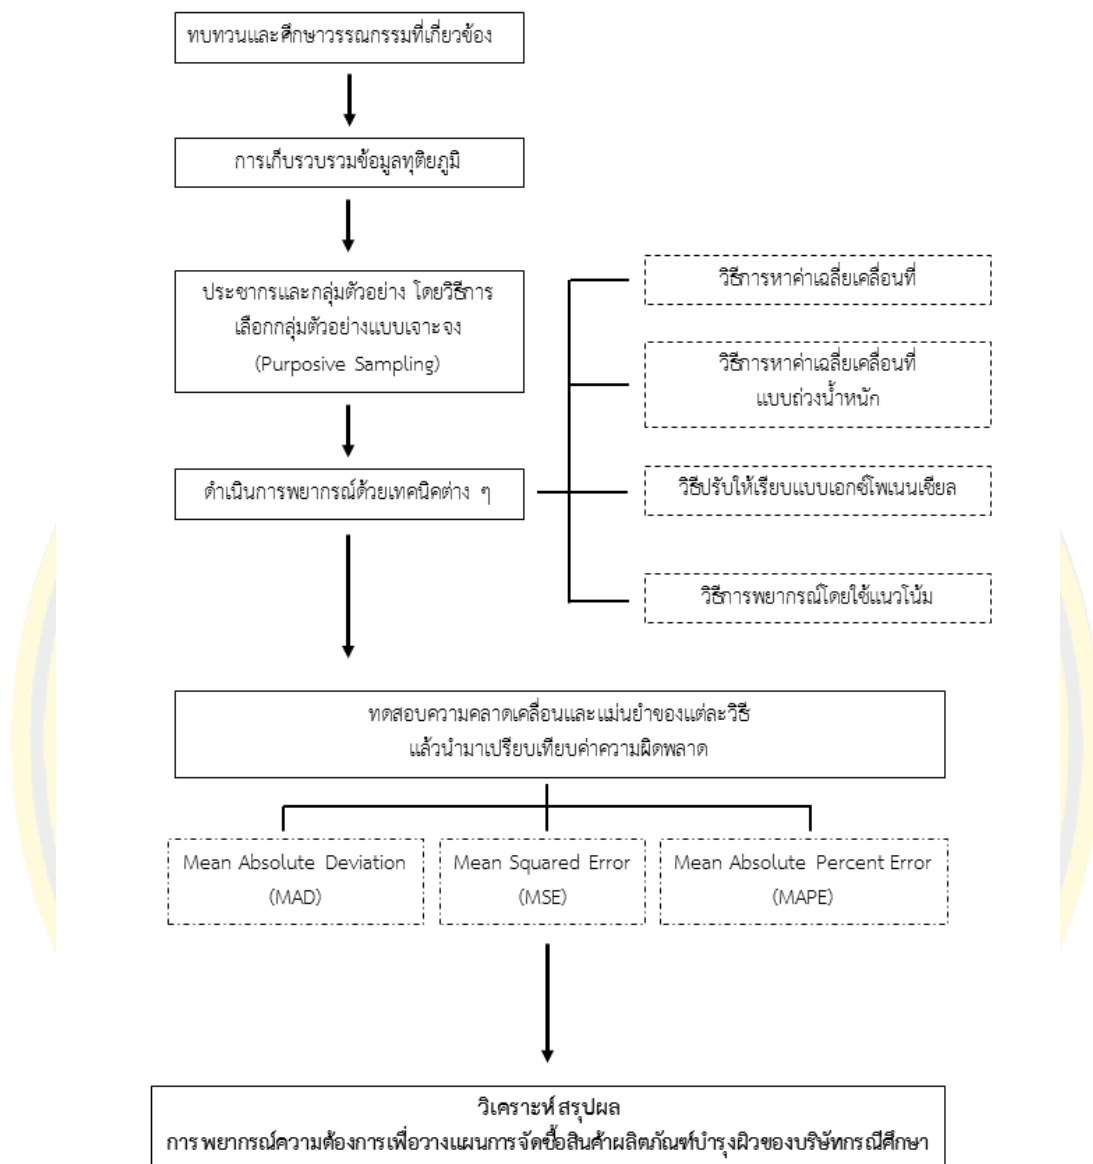 ทบทวนและศึกษาวรรณกรรมที่เกี่ยวข้อง
การเก็บรวบรวมข้อมูลทุติยภูมิ
ประชากรและกลุ่มตัวอย่าง โดยวิธีการ
เลือกกลุ่มตัวอย่างแบบเจาะจง
(Purposive Sampling)
ดำเนินการพยากรณ์ด้วยเทคนิคต่าง ๆ
วิธีการหาค่าเฉลี่ยเคลื่อนที่
วิธีการหาค่าเฉลี่ยเคลื่อนที่
แบบถ่วงน้ำหนัก
วิธีปรับให้เรียบแบบเอกซ์โพเนนเชียล
วิธีการพยากรณ์โดยใช้แนวโน้ม
ทดสอบความคลาดเคลื่อนและแม่นยำของแต่ละวิธี
แล้วนำมาเปรียบเทียบค่าความผิดพลาด
Mean Absolute Deviation
(MAD)
Mean Squared Error
(MSE)
Mean Absolute Percent Error
(MAPE)
วิเคราะห์สรุปผล
การพยากรณ์ความต้องการเพื่อวางแผนการจัดซื้อสินค้าผลิตภัณฑ์บำรุงผิวของบริษัทกรณีศึกษา